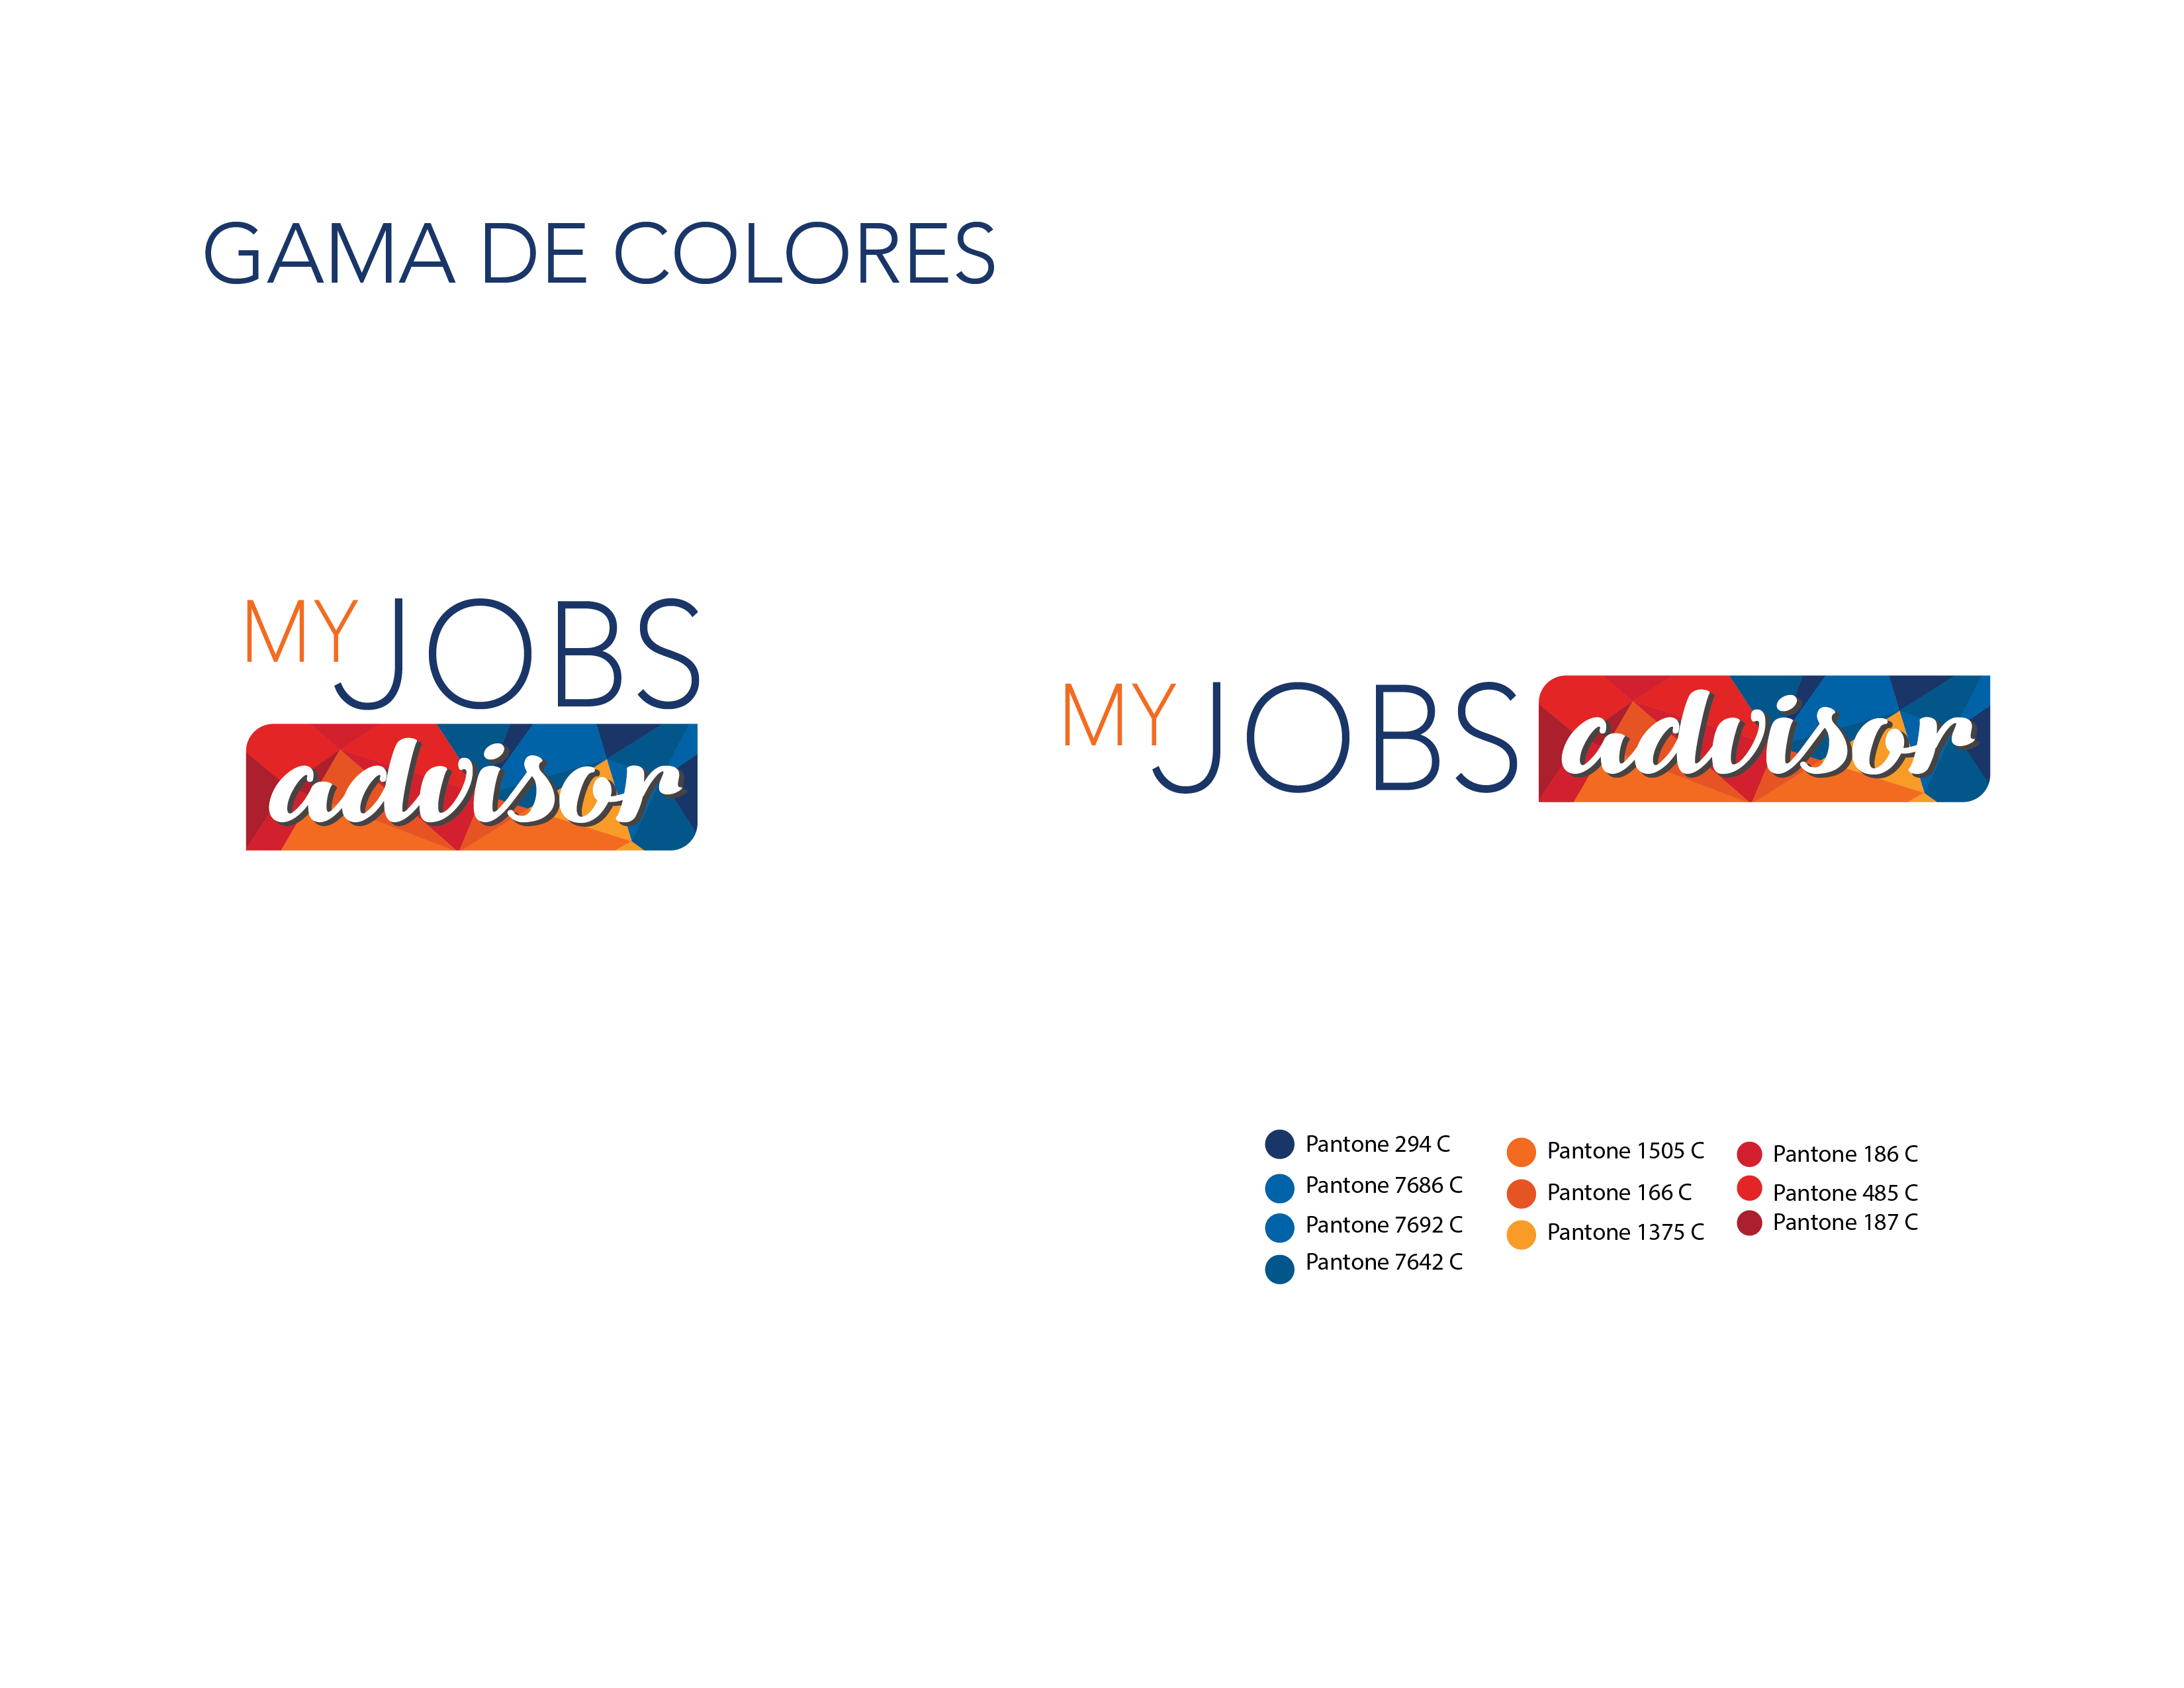 GAMA DE COLORES
MY JOBS
advisor
MY JOBS advisor
Pantone 294 C
Pantone 7686 C
Pantone 7692 C
Pantone 7642 C
Pantone 1505 C
Pantone 166 C
Pantone 1375 C
Pantone 186 C
Pantone 485 C
Pantone 187 C